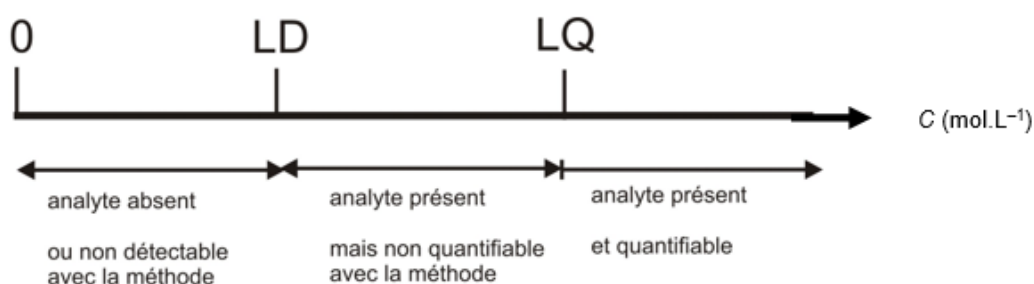 0 LD LQ
C (mol.L⁻¹)
analyte absent
ou non détectable
avec la méthode
analyte présent
mais non quantifiable
avec la méthode
analyte présent
et quantifiable